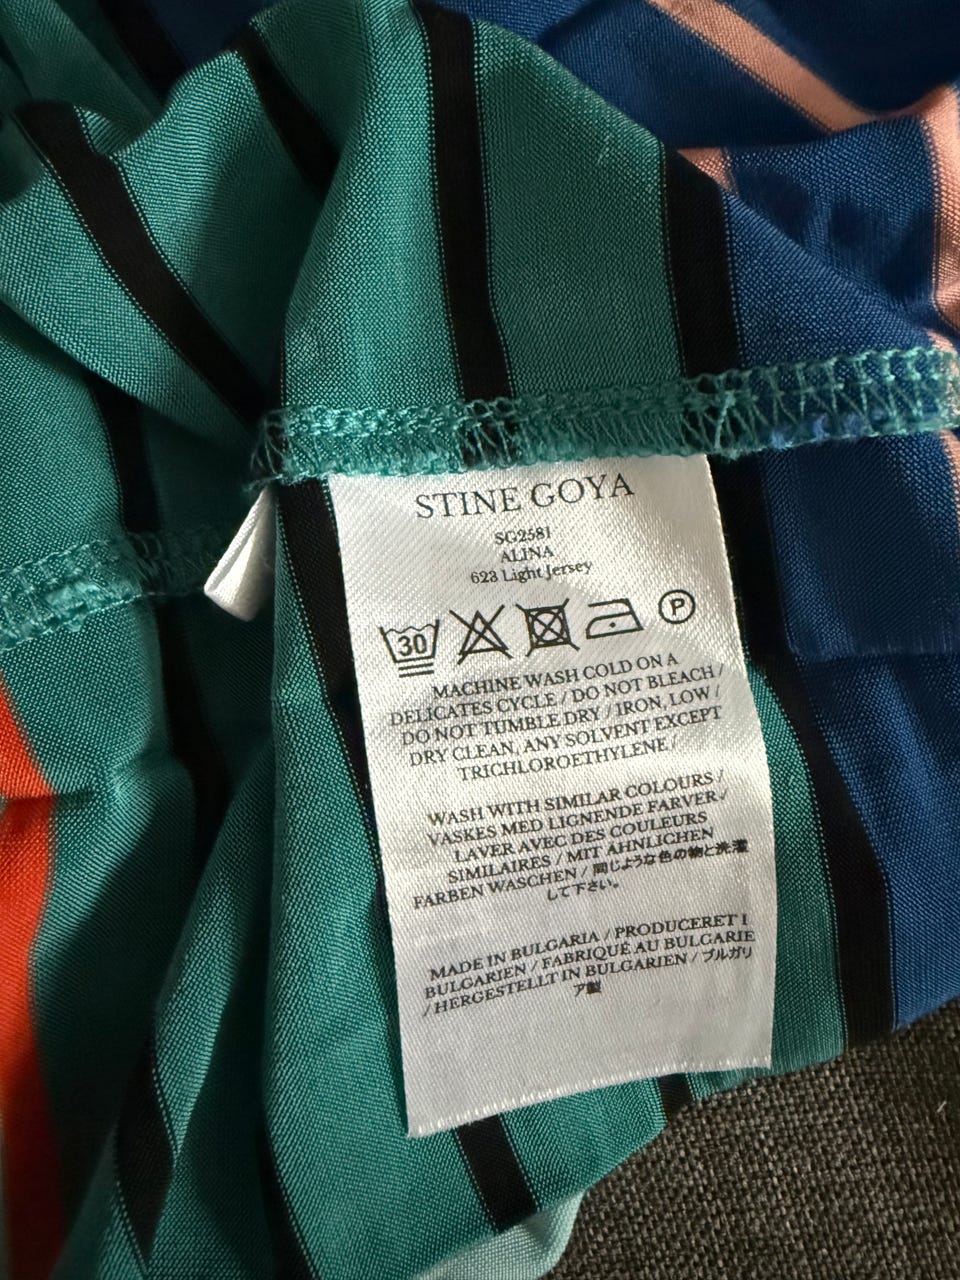 STINE GOYA
SG2581
ALINA
623 Light Jersey
30
P
MACHINE WASH COLD ON A
DELICATES CYCLE / DO NOT BLEACH /
DO NOT TUMBLE DRY / IRON, LOW /
DRY CLEAN, ANY SOLVENT EXCEPT
TRICHLOROETHYLENE /
WASH WITH SIMILAR COLOURS /
VASKES MED LIGNENDE FARVER /
LAVER AVEC DES COULEURS
SIMILAIRES / MIT AHNLICHEN
FARBEN WASCHEN / 同じような色の物と洗濯
して下さい。
MADE IN BULGARIA / PRODUCERET I
BULGARIEN / FABRIQUÉ AU BULGARIE
/ HERGESTELLT IN BULGARIEN / ブルガリ
ア製